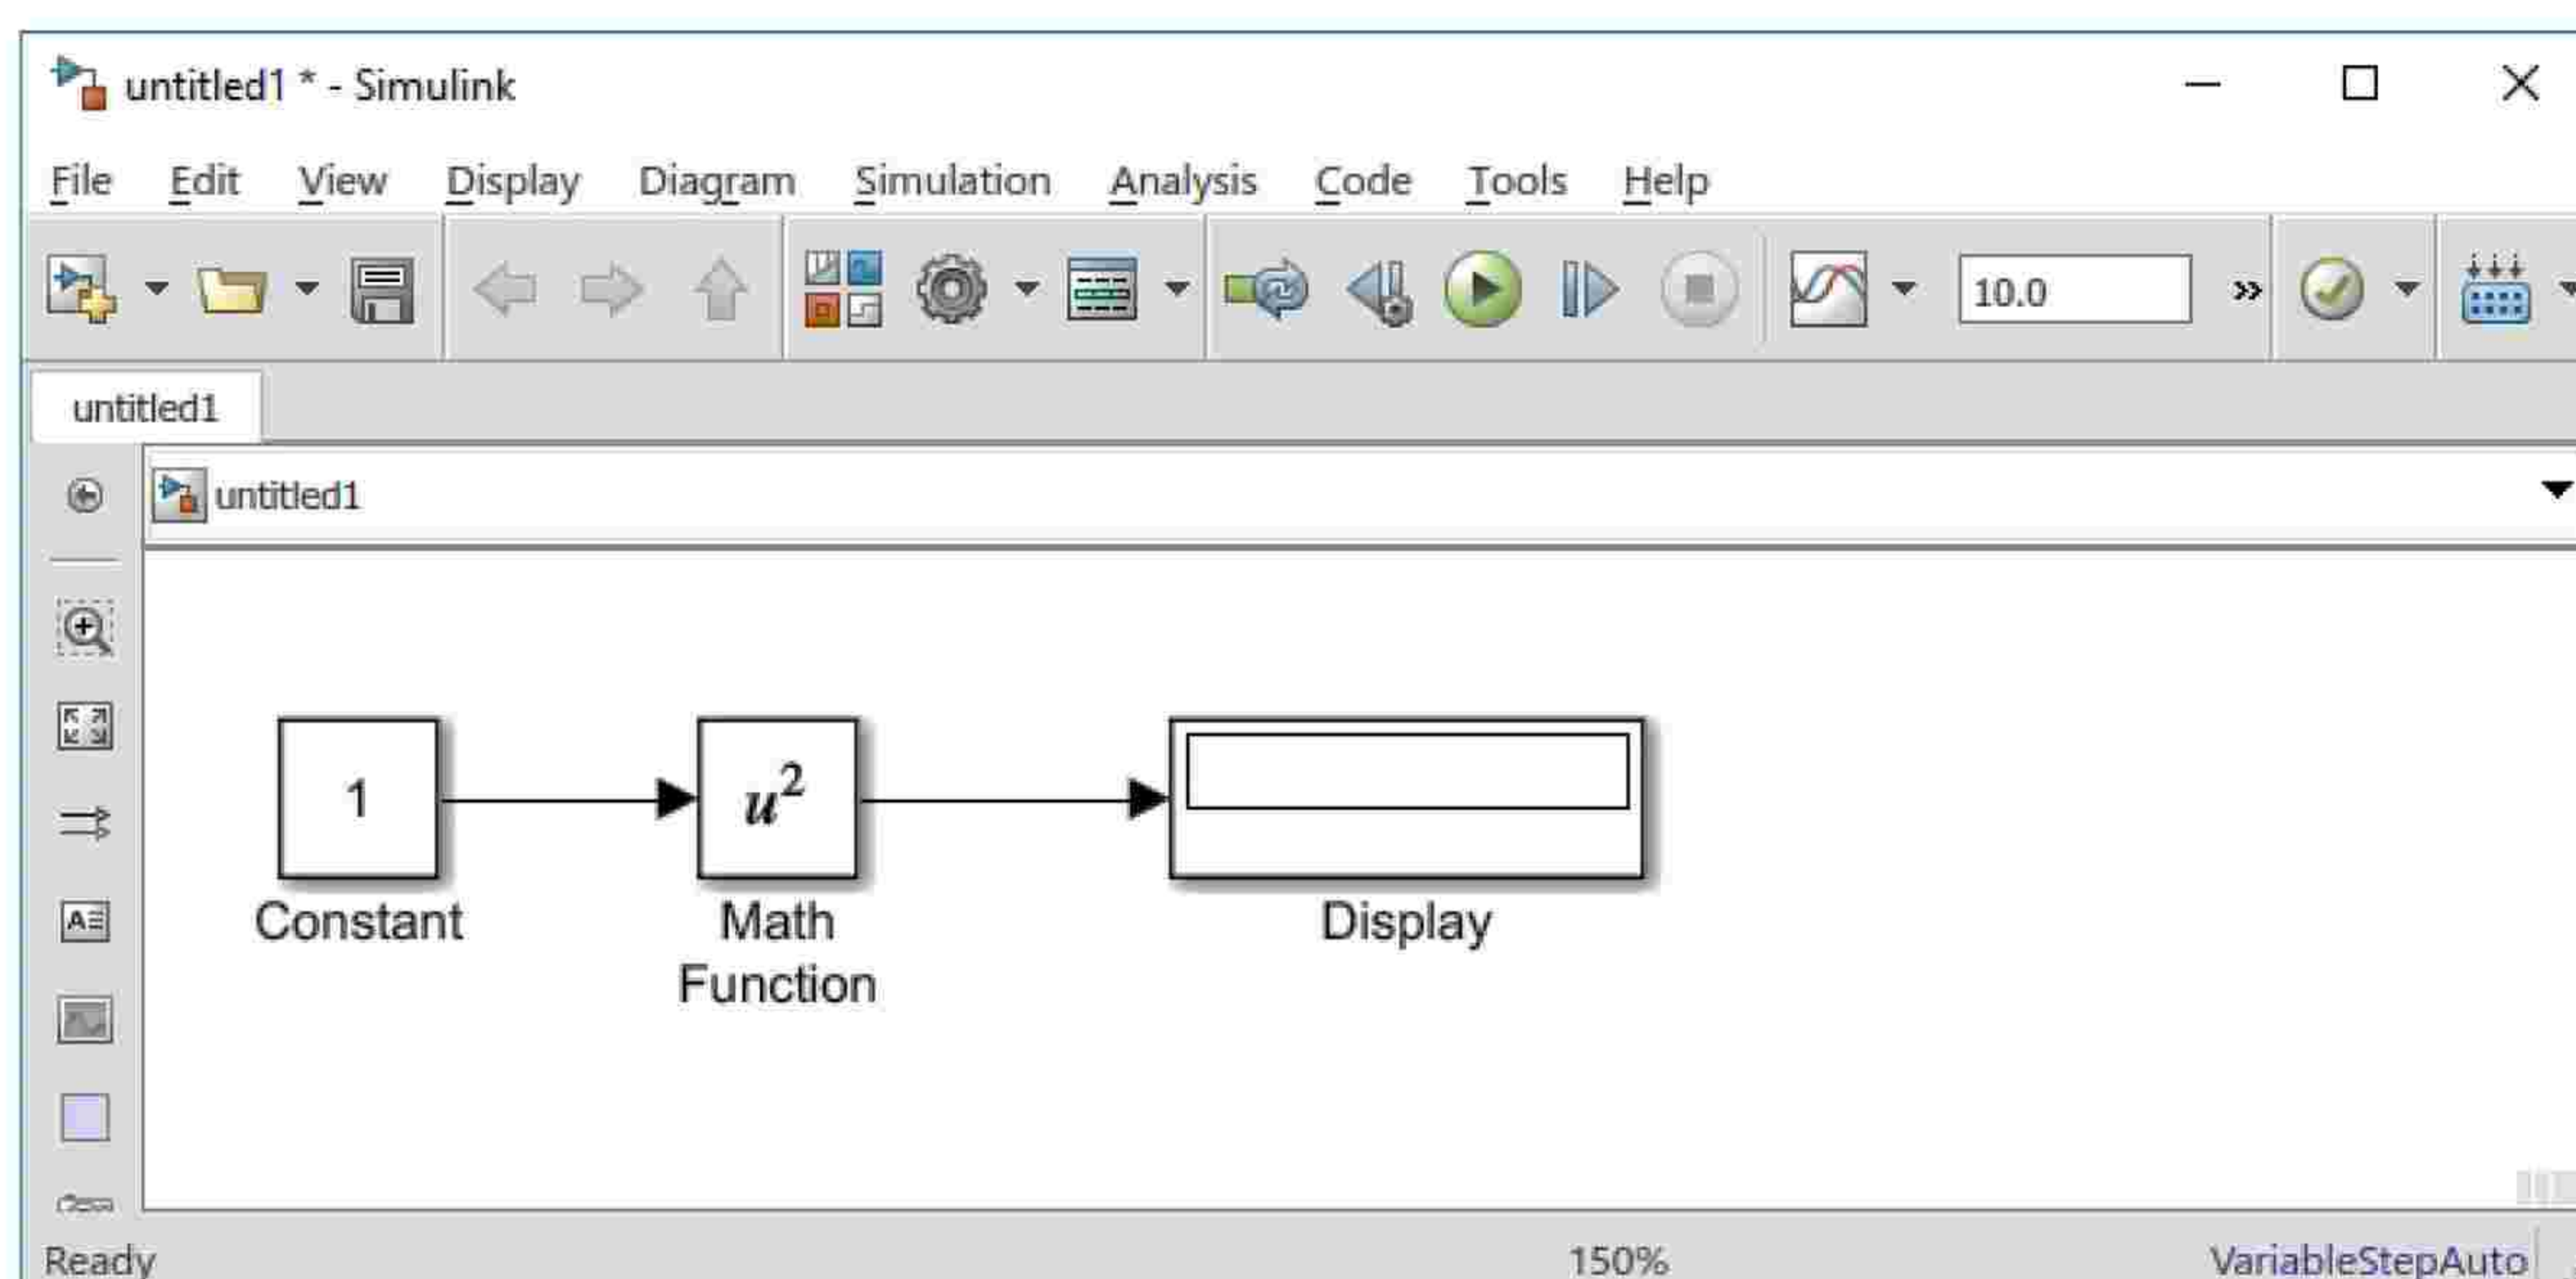 untitled1 * - Simulink
File Edit View Display Diagram Simulation Analysis Code Tools Help
10.0 »
untitled1
untitled1
1
u²
Constant
Math
Function
Display
Ready 150% VariableStepAuto